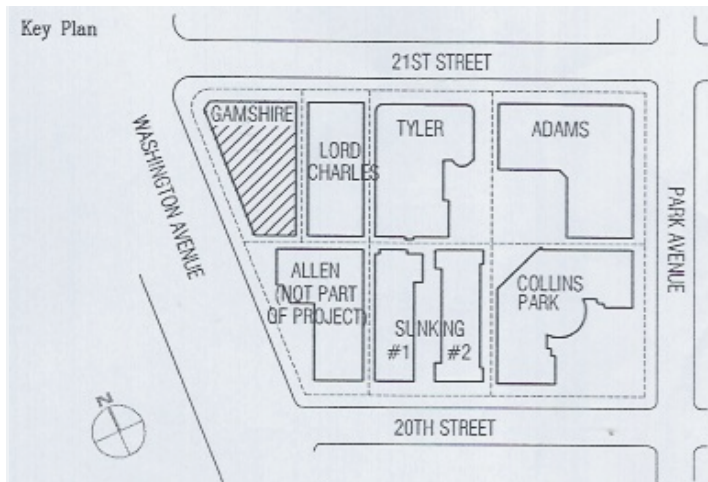 Key Plan
21ST STREET
WASHINGTON AVENUE
GAMSHIRE
LORD
CHARLES
TYLER
ADAMS
PARK AVENUE
ALLEN
(NOT PART
OF PROJECT)
SUNKING
#1 #2
COLLINS
PARK
N
20TH STREET